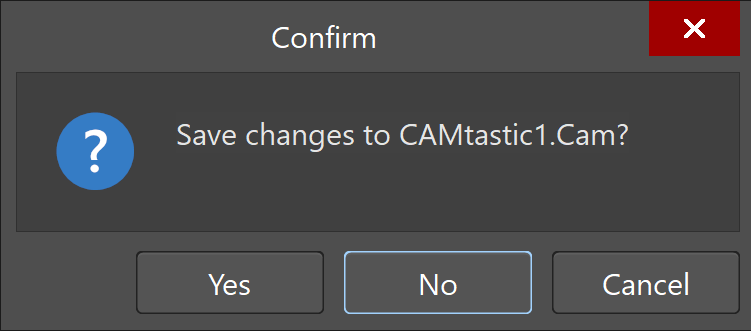 Confirm
Save changes to CAMtastic1.Cam?
Yes
No
Cancel